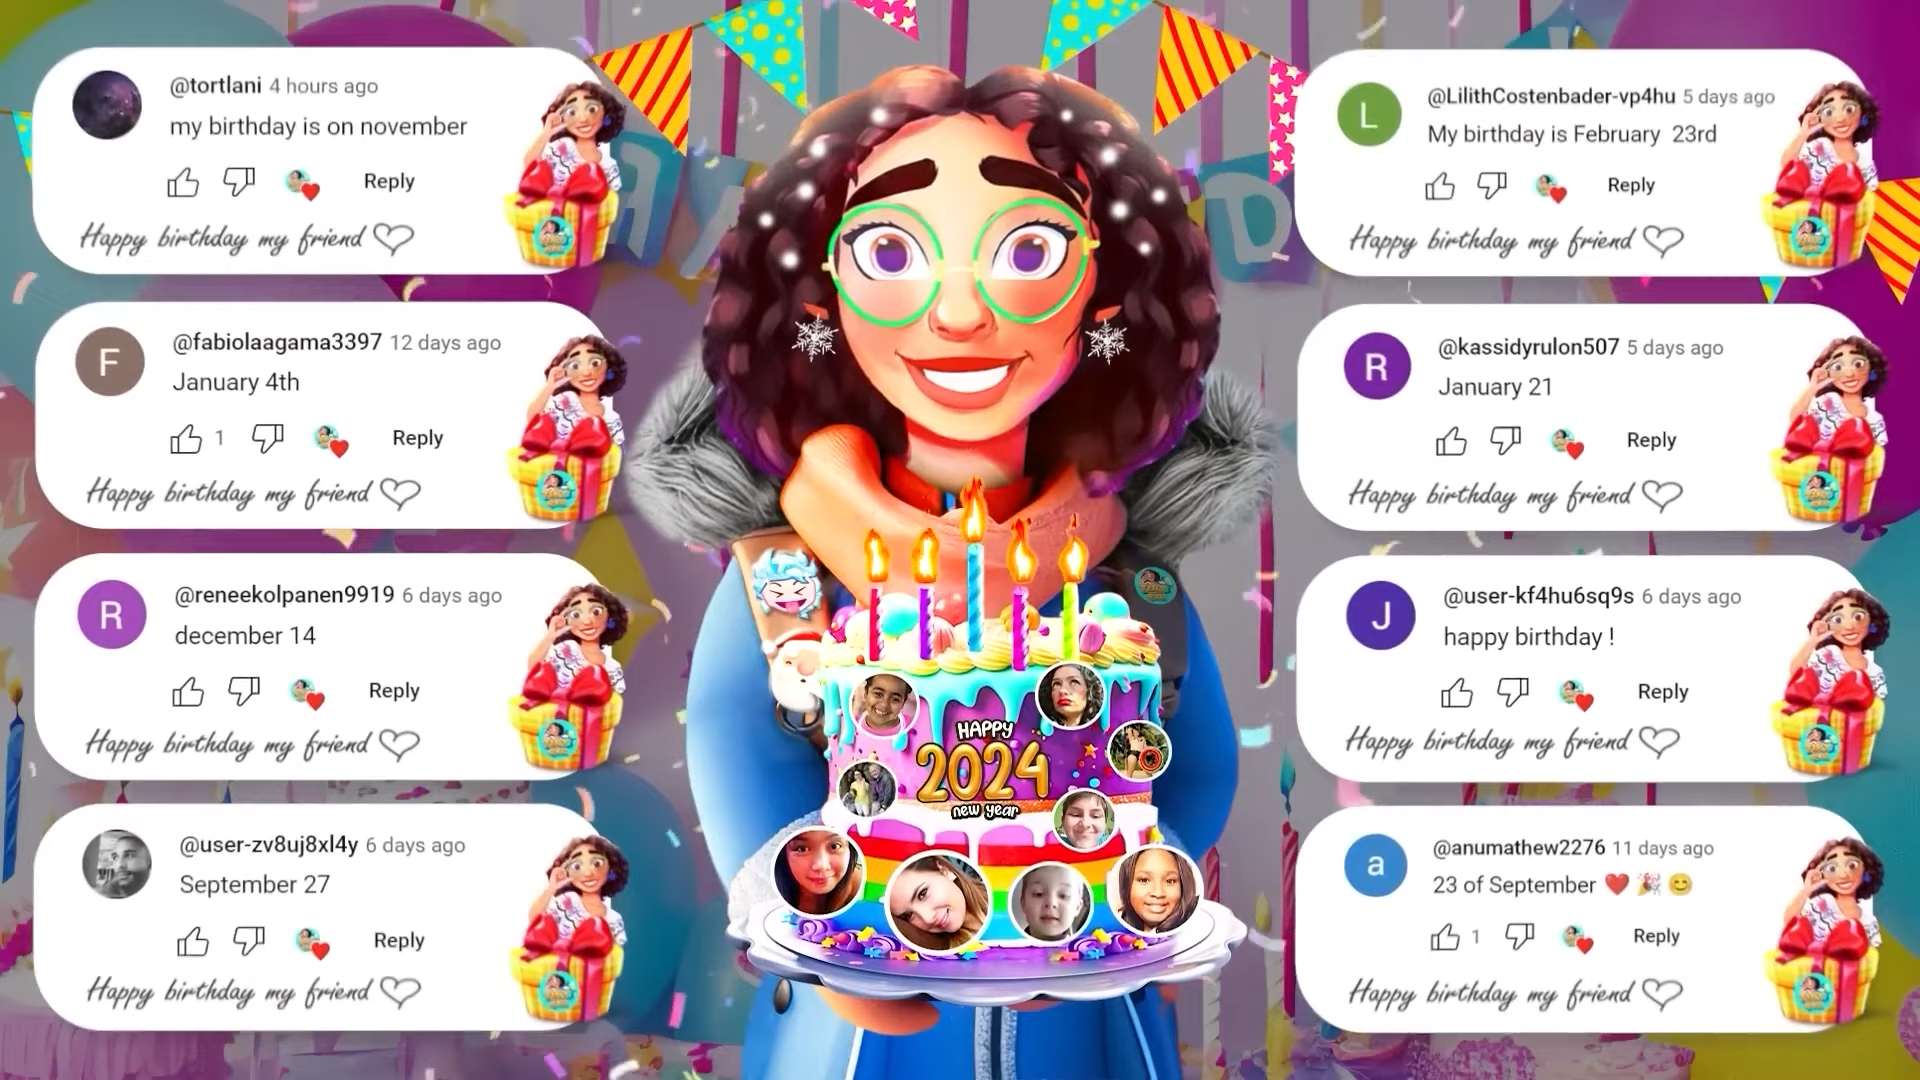 @tortlani 4 hours ago
my birthday is on november
Reply
Happy birthday my friend
@fabiolaagama3397 12 days ago
F
January 4th
1
Reply
Happy birthday my friend
@reneekolpanen9919 6 days ago
R
december 14
Reply
Happy birthday my friend
@user-zv8uj8xl4y 6 days ago
September 27
Reply
Happy birthday my friend
HAPPY
2024
new year
@LilithCostenbader-vp4hu 5 days ago
L
My birthday is February 23rd
Reply
Happy birthday my friend
@kassidyrulon507 5 days ago
R
January 21
Reply
Happy birthday my friend
@user-kf4hu6sq9s 6 days ago
J
happy birthday !
Reply
Happy birthday my friend
@anumathew2276 11 days ago
a
23 of September ❤️ 🎉 😊
1
Reply
Happy birthday my friend